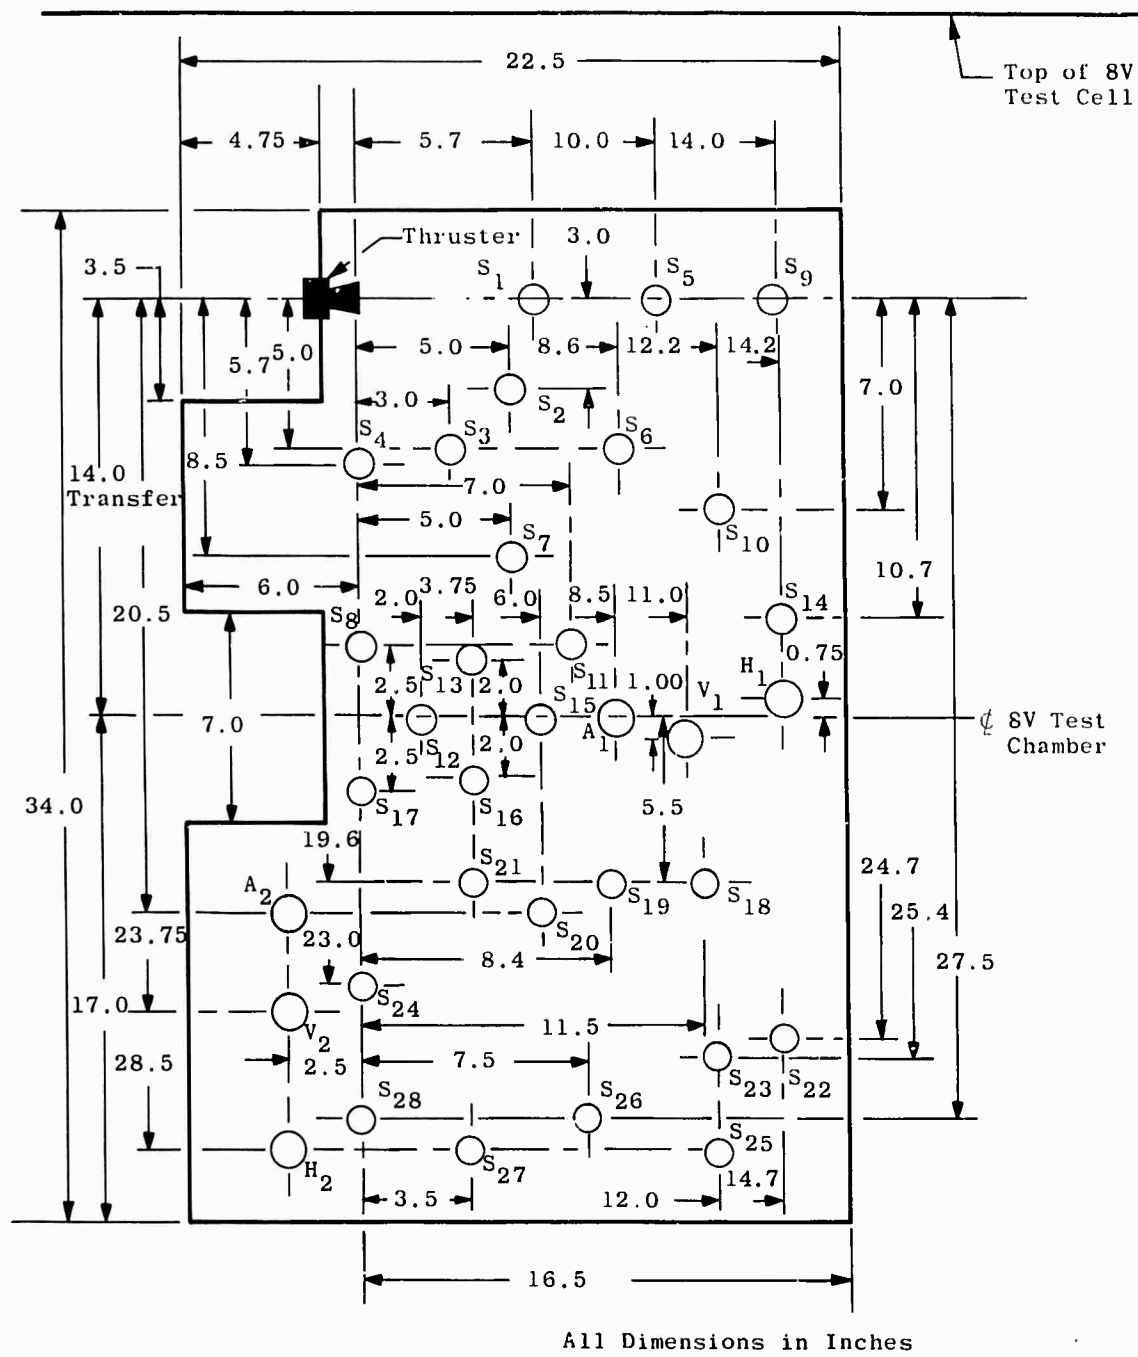 22.5
Top of 8V
Test Cell
4.75
5.7
10.0
14.0
Thruster
3.0
3.5
S1
S5
S9
5.7
5.0
5.0
8.6
12.2
14.2
7.0
3.0
S2
S4
S3
S6
14.0
Transfer
8.5
7.0
5.0
S10
S7
10.7
6.0
3.75
20.5
2.0
6.0
8.5
11.0
S14
S8
0.75
H1
2.5
S13
2.0
S11
1.00
V1
S15
A1
7.0
¢ 8V Test
Chamber
S12
2.5
2.0
34.0
S17
S16
5.5
19.6
S21
24.7
A2
S19
S18
25.4
23.75
23.0
S20
8.4
27.5
17.0
S24
V2
11.5
28.5
2.5
7.5
S23
S22
S28
S26
S25
H2
S27
14.7
3.5
12.0
16.5
All Dimensions in Inches